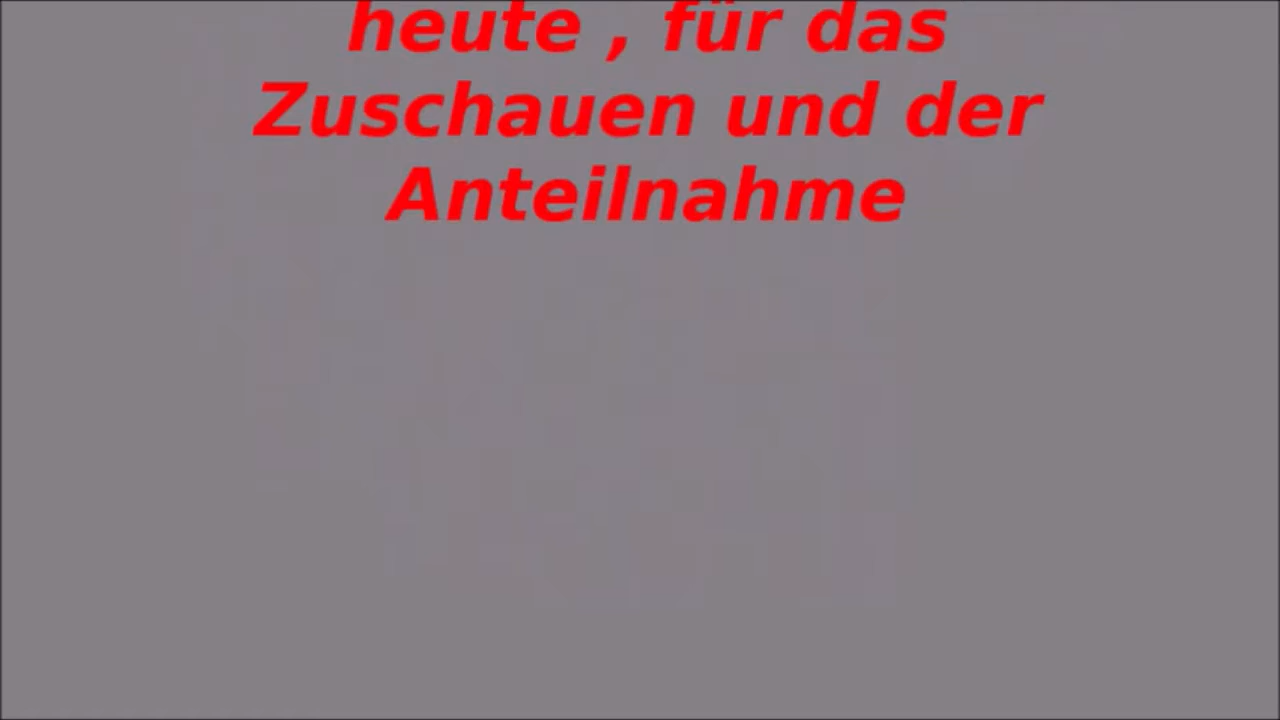 heute , für das
Zuschauen und der
Anteilnahme